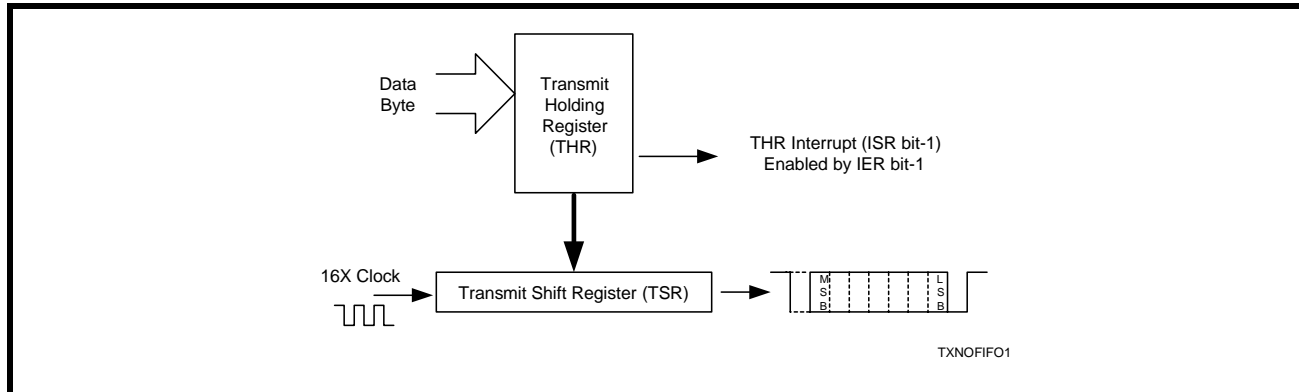 Data
Byte
Transmit
Holding
Register
(THR)
THR Interrupt (ISR bit-1)
Enabled by IER bit-1
16X Clock
Transmit Shift Register (TSR)
M
S
B
L
S
B
TXNOFIFO1